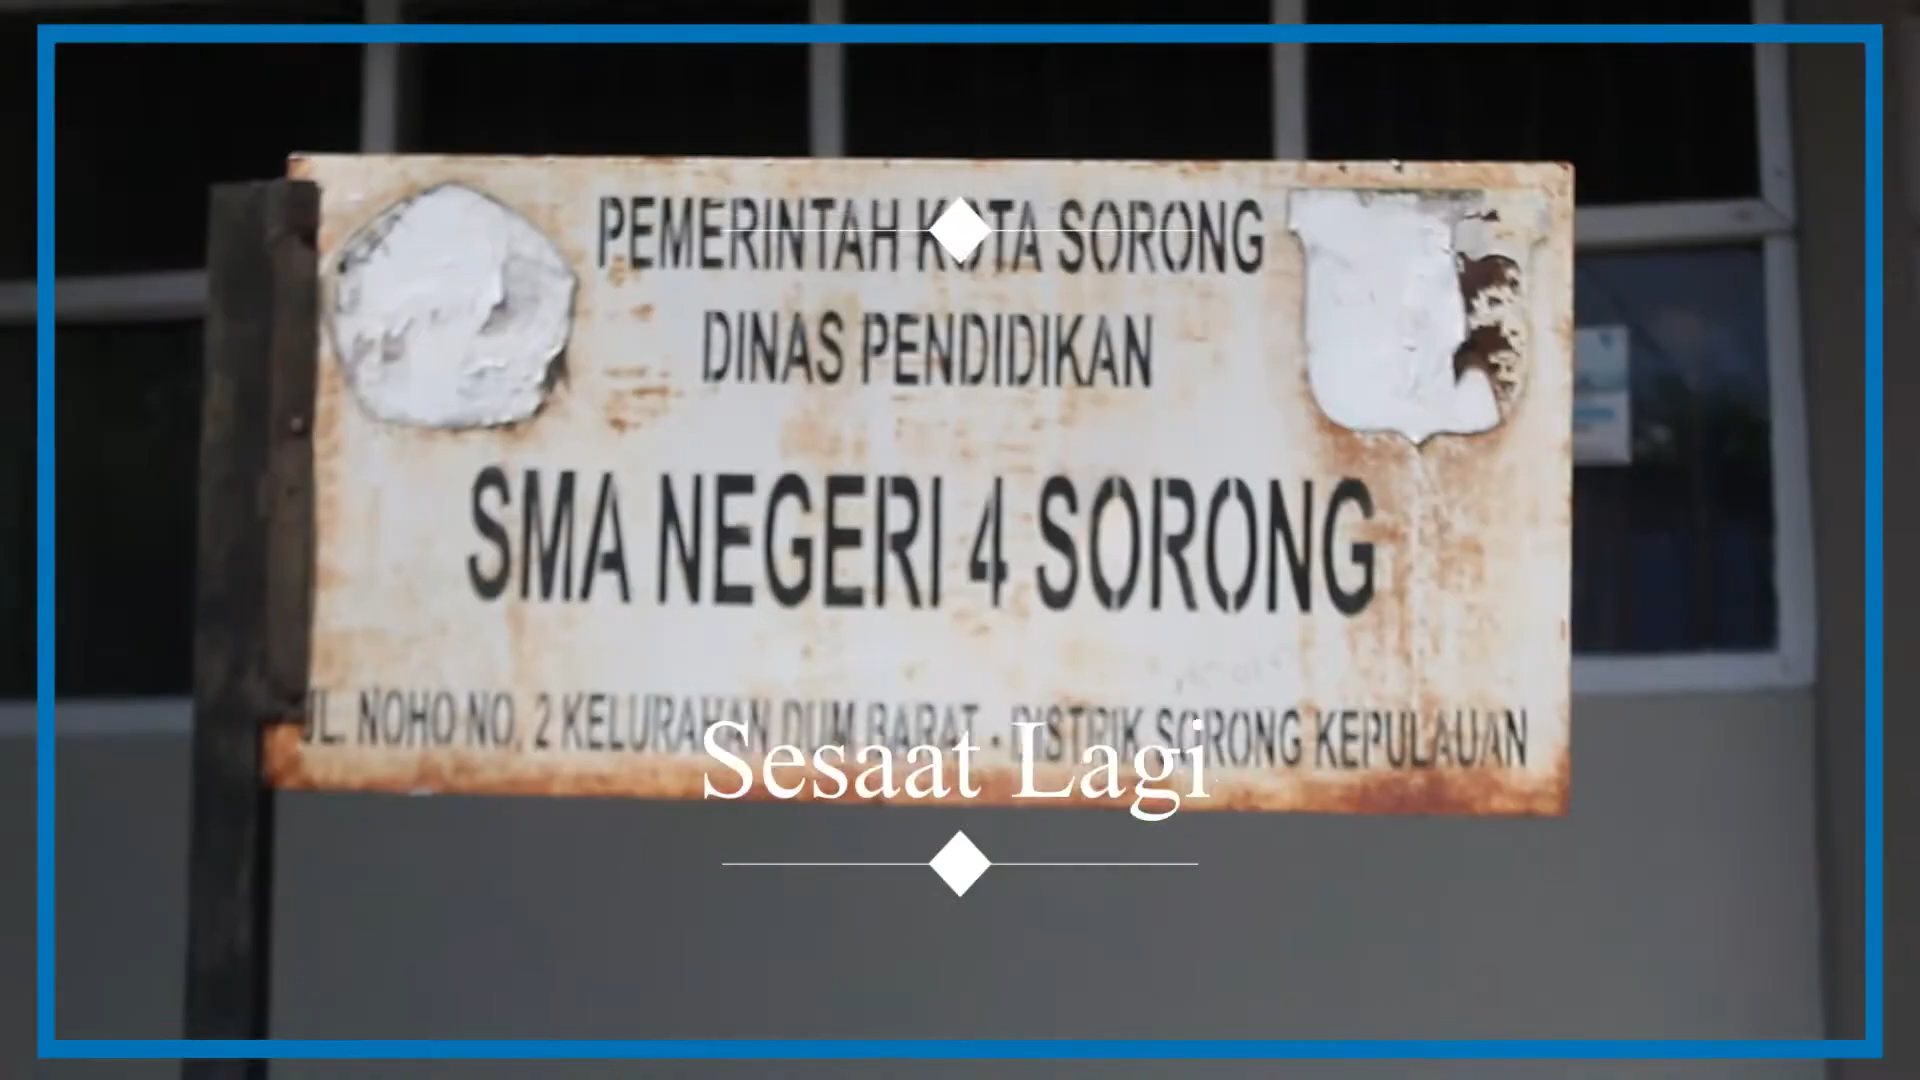 PEMERINTAH KOTA SORONG
DINAS PENDIDIKAN
SMA NEGERI 4 SORONG
JL. NOHO NO. 2 KELURAHAN DUM BARAT - DISTRIK SORONG KEPULAUAN
Sesaat Lagi